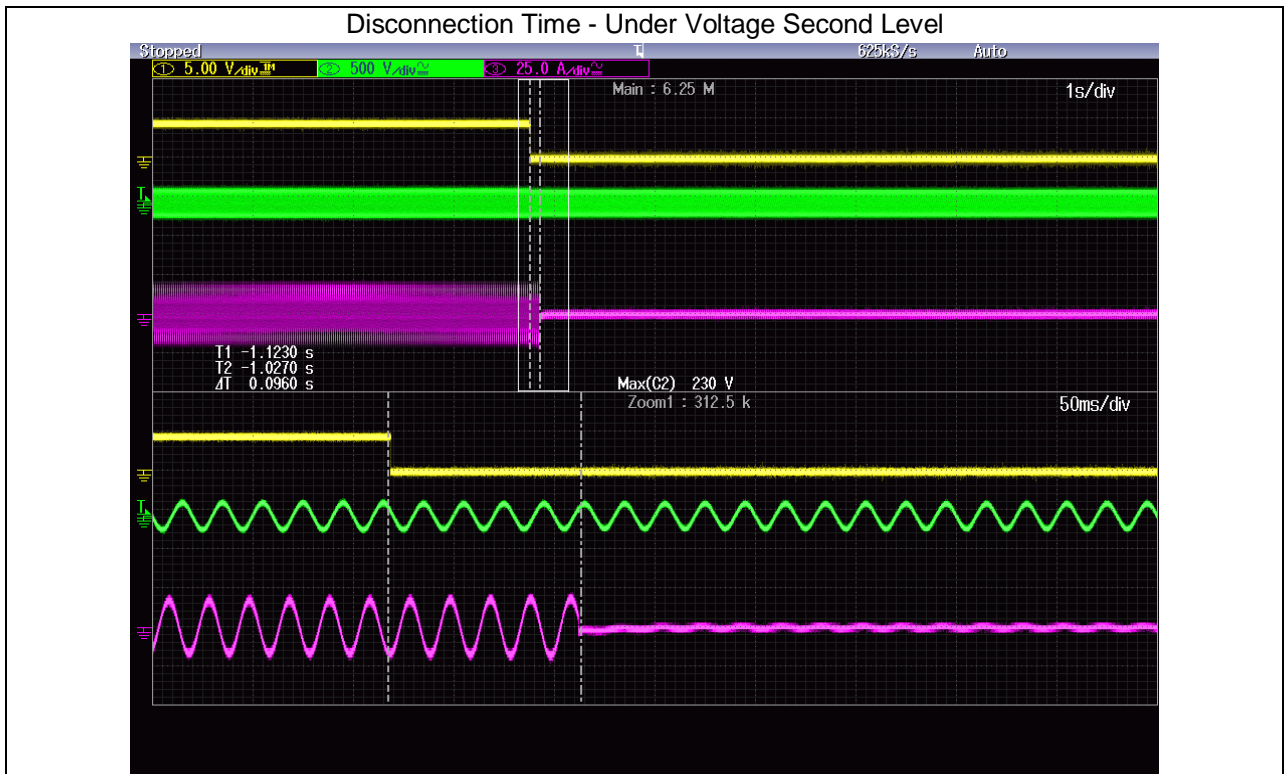 Disconnection Time - Under Voltage Second Level
Stopped T 625kS/s Auto
① 5.00 V/div ② 500 V/div ③ 25.0 A/div
Main : 6.25 M 1s/div
T
T1 -1.1230 s
T2 -1.0270 s
ΔT 0.0960 s
Max(C2) 230 V
Zoom1 : 312.5 k 50ms/div
T